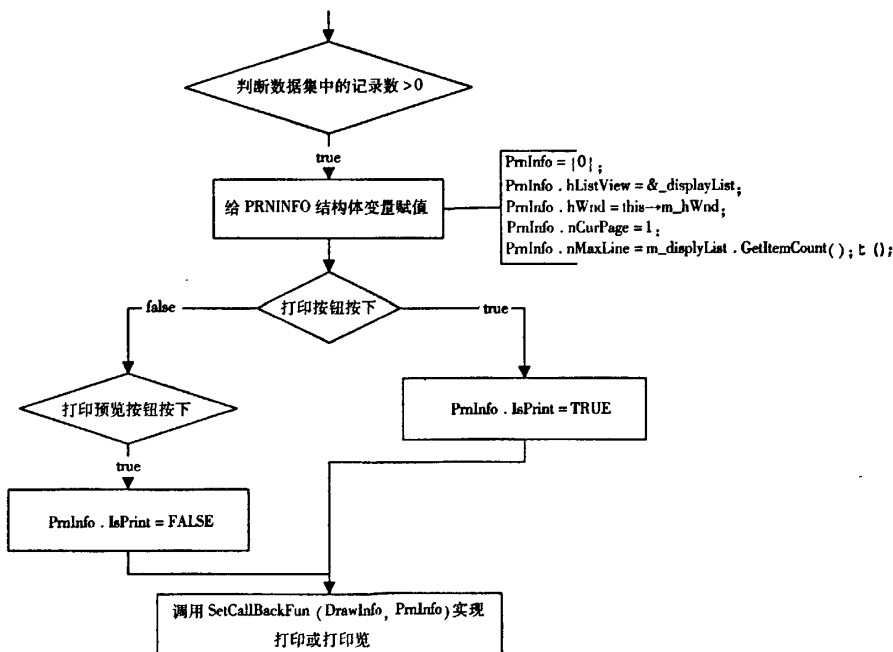 判断数据集中的记录数>0
true
给 PRNINFO 结构体变量赋值
PrnInfo = {0};
PrnInfo . hListView = &_displayList;
PrnInfo . hWnd = this→m_hWnd;
PrnInfo . nCurPage = 1;
PrnInfo . nMaxLine = m_displyList . GetItemCount(); t ();
false
打印按钮按下
true
打印预览按钮按下
PrnInfo . IsPrint = TRUE
true
PrnInfo . IsPrint = FALSE
调用 SetCallBackFun (DrawInfo, PrnInfo)实现
打印或打印览